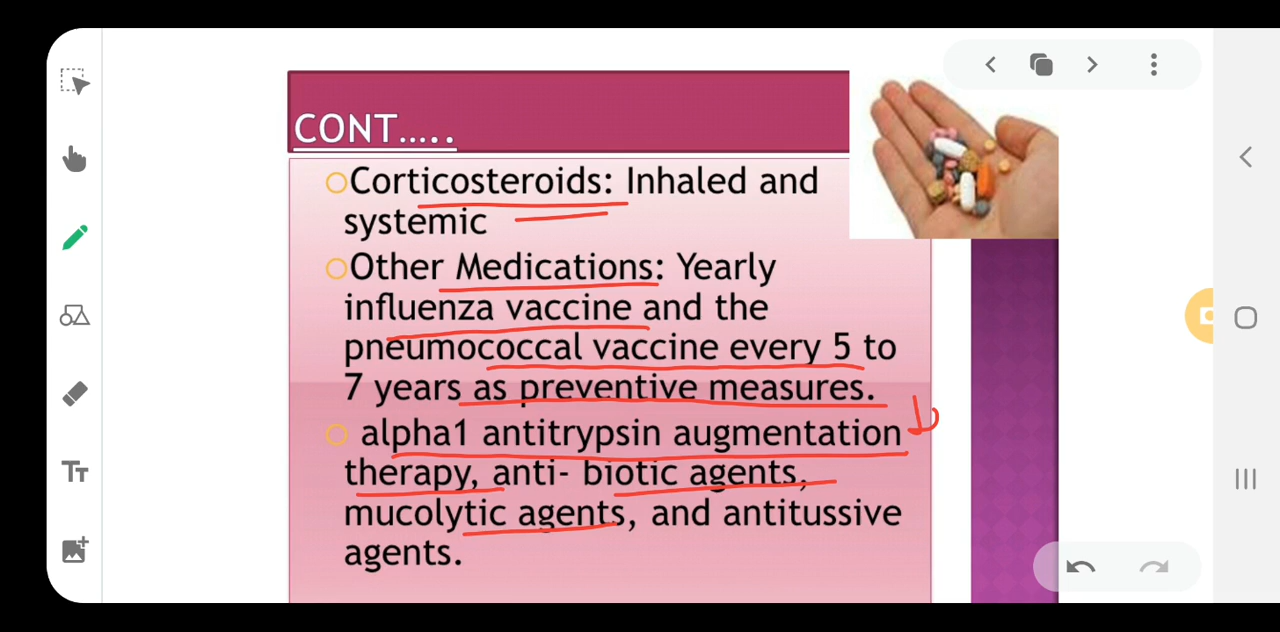 CONT.....
Corticosteroids: Inhaled and
systemic
Other Medications: Yearly
influenza vaccine and the
pneumococcal vaccine every 5 to
7 years as preventive measures.
alpha1 antitrypsin augmentation
therapy, anti- biotic agents,
mucolytic agents, and antitussive
agents.